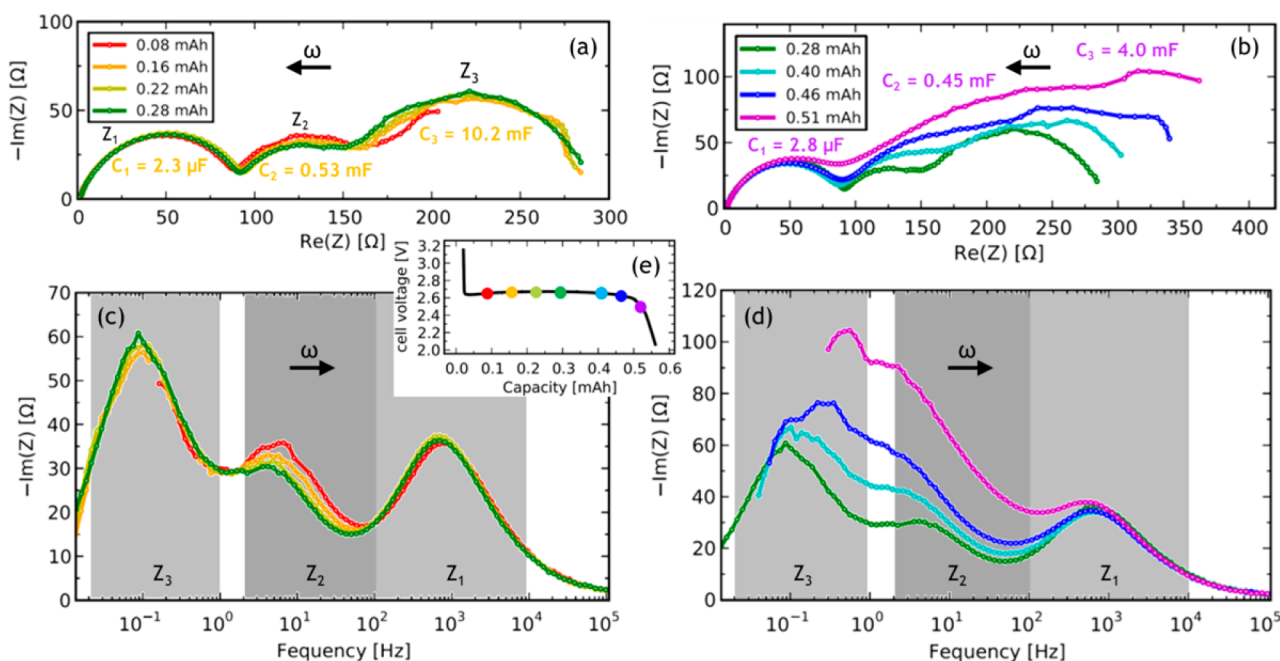 100
50
0
−Im(Z) [Ω]
0.08 mAh
0.16 mAh
0.22 mAh
0.28 mAh
ω
(a)
Z1
Z2
Z3
C1 = 2.3 µF
C2 = 0.53 mF
C3 = 10.2 mF
0 50 100 150 200 250 300
Re(Z) [Ω]
100
75
50
25
0
−Im(Z) [Ω]
0.28 mAh
0.40 mAh
0.46 mAh
0.51 mAh
ω
(b)
C3 = 4.0 mF
C2 = 0.45 mF
C1 = 2.8 µF
0 50 100 150 200 250 300 350 400
Re(Z) [Ω]
3.2
3.0
2.8
2.6
2.4
2.2
2.0
cell voltage [V]
(e)
0.0 0.1 0.2 0.3 0.4 0.5 0.6
Capacity [mAh]
70
60
50
40
30
20
10
0
−Im(Z) [Ω]
(c)
ω
Z3
Z2
Z1
10-1 100 101 102 103 104 105
Fequency [Hz]
120
100
80
60
40
20
0
−Im(Z) [Ω]
(d)
ω
Z3
Z2
Z1
10-1 100 101 102 103 104 105
Fequency [Hz]